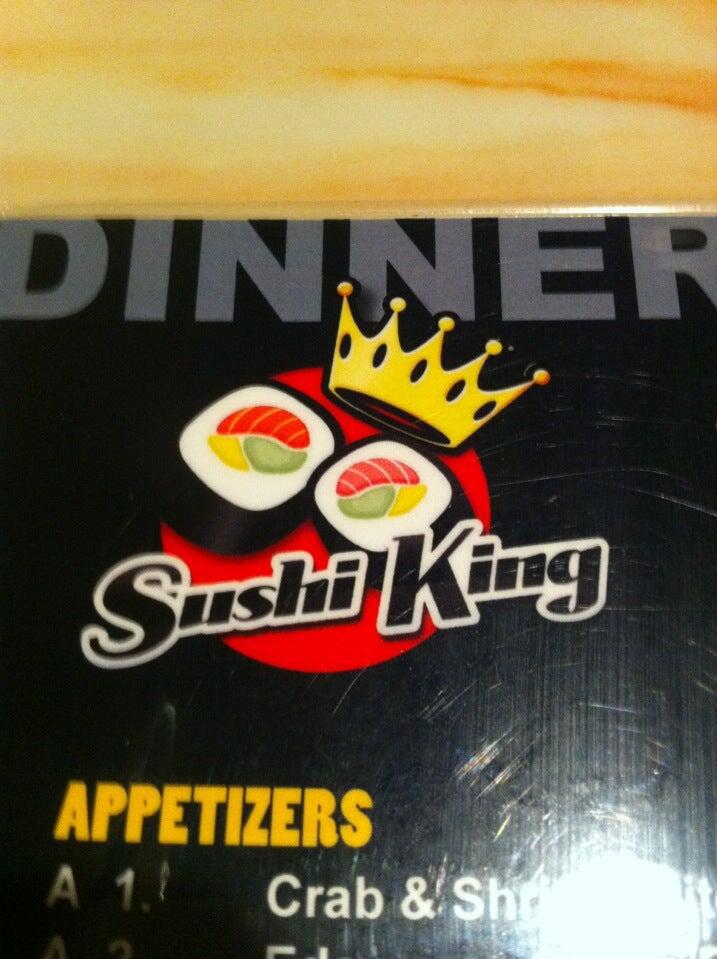 DINNER
Sushi King
APPETIZERS
A 1. Crab &